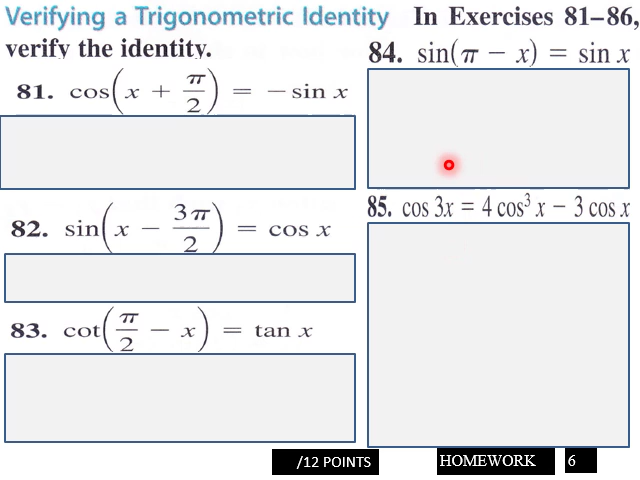 Verifying a Trigonometric Identity In Exercises 81–86,
verify the identity.
81. cos(x + π/2) = − sin x
82. sin(x − 3π/2) = cos x
83. cot(π/2 − x) = tan x
84. sin(π − x) = sin x
85. cos 3x = 4 cos³ x − 3 cos x
/12 POINTS
HOMEWORK 6